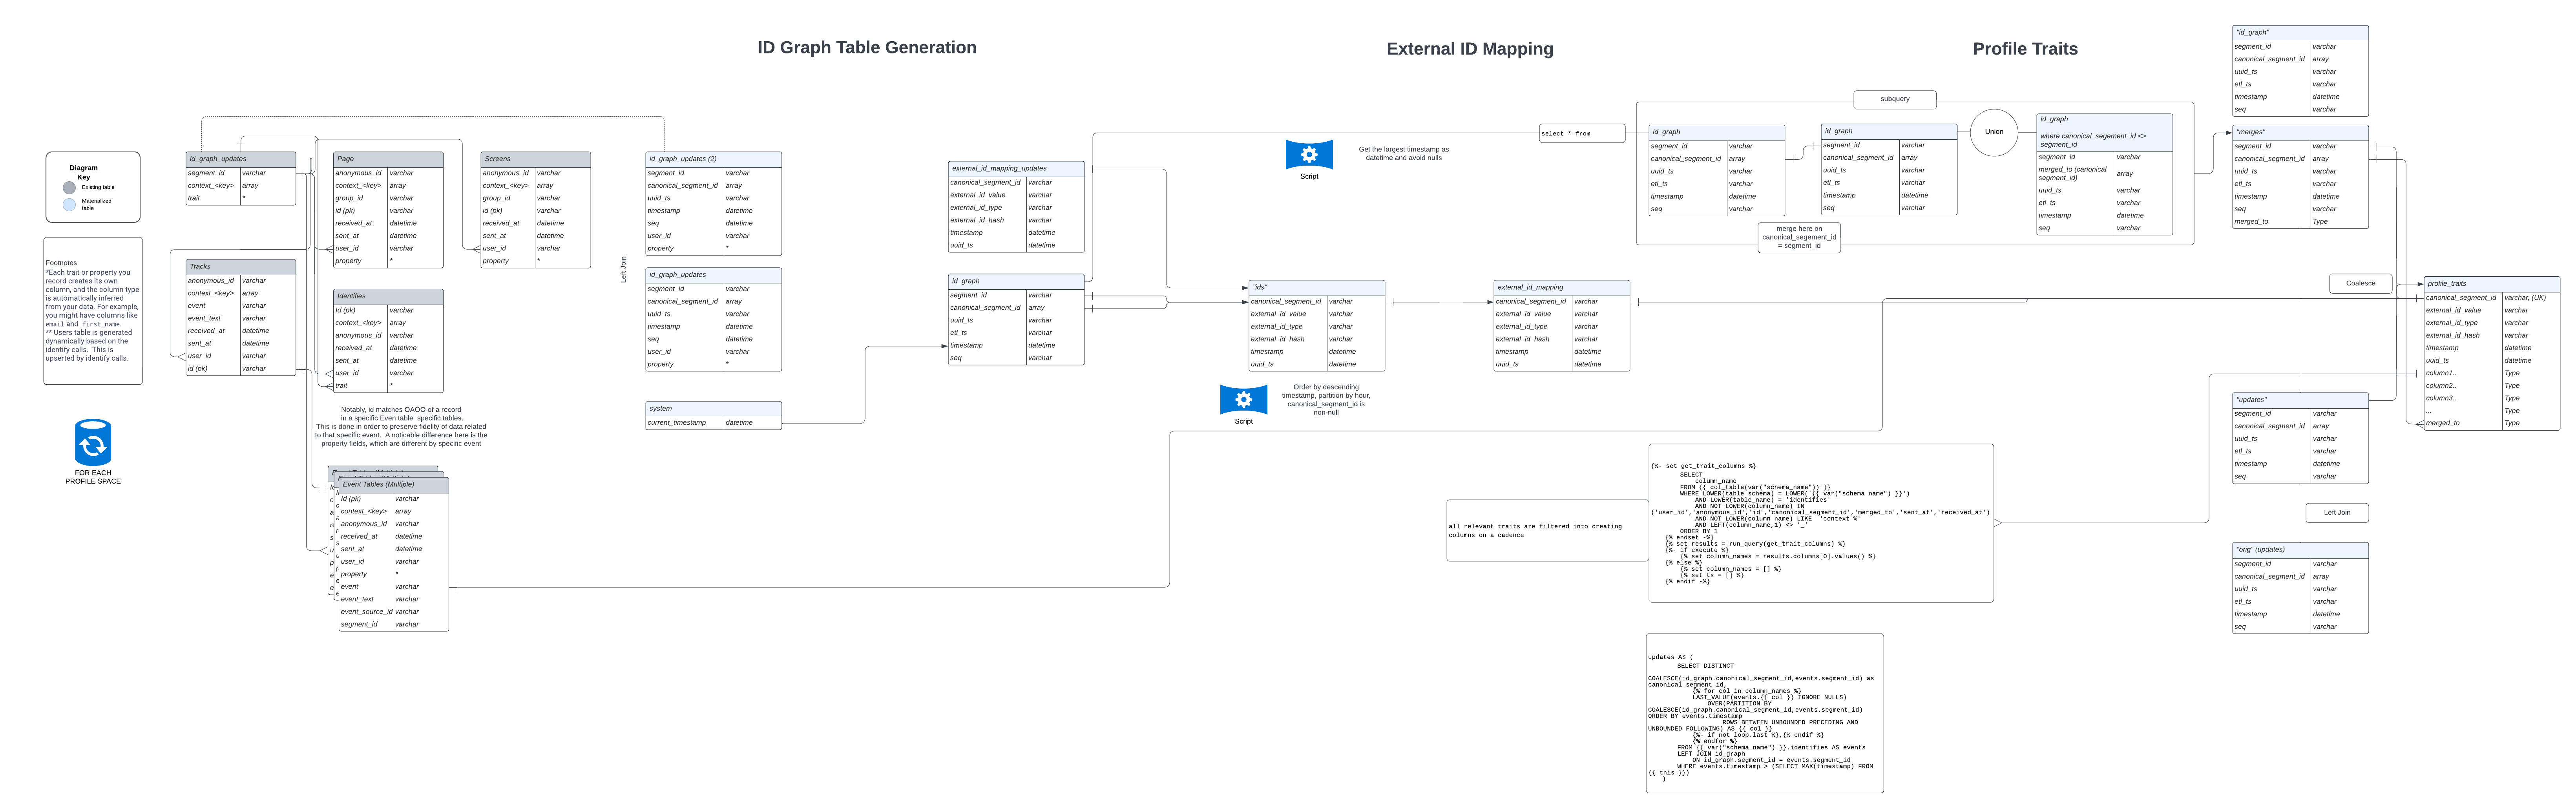 ID Graph Table Generation
External ID Mapping
Profile Traits
Diagram
Key
Existing table
Materialized
table
Footnotes
*Each trait or property you
record creates its own
column, and the column type
is automatically inferred
from your data. For example,
you might have columns like
email and first_name.
** Users table is generated
dynamically based on the
identify calls. This is
upserted by identify calls.
FOR EACH
PROFILE SPACE
id_graph_updates
segment_id varchar
context_<key> array
trait *
Tracks
anonymous_id varchar
context_<key> array
event varchar
event_text varchar
received_at datetime
sent_at datetime
user_id varchar
id (pk) varchar
Page
anonymous_id varchar
context_<key> array
group_id varchar
id (pk) varchar
received_at datetime
sent_at datetime
user_id varchar
property *
Identifies
Id (pk) varchar
context_<key> array
anonymous_id varchar
received_at datetime
sent_at datetime
user_id varchar
trait *
Notably, id matches OAOO of a record
in a specific Even table specific tables.
This is done in order to preserve fidelity of data related
to that specific event. A noticable difference here is the
property fields, which are different by specific event
Event Tables (Multiple)
Id (pk) varchar
context_<key> array
anonymous_id varchar
received_at datetime
sent_at datetime
user_id varchar
property *
event varchar
event_text varchar
event_source_id varchar
segment_id varchar
Screens
anonymous_id varchar
context_<key> array
group_id varchar
id (pk) varchar
received_at datetime
sent_at datetime
user_id varchar
property *
Left Join
id_graph_updates (2)
segment_id varchar
canonical_segment_id array
uuid_ts varchar
timestamp datetime
seq datetime
user_id varchar
property *
id_graph_updates
segment_id varchar
canonical_segment_id array
uuid_ts varchar
timestamp datetime
seq datetime
user_id varchar
property *
system
current_timestamp datetime
external_id_mapping_updates
canonical_segment_id varchar
external_id_value varchar
external_id_type varchar
external_id_hash varchar
timestamp datetime
uuid_ts datetime
id_graph
segment_id varchar
canonical_segment_id array
uuid_ts varchar
etl_ts varchar
timestamp datetime
seq varchar
Script
Get the largest timestamp as
datetime and avoid nulls
"ids"
canonical_segment_id varchar
external_id_value varchar
external_id_type varchar
external_id_hash varchar
timestamp datetime
uuid_ts datetime
Script
Order by descending
timestamp, partition by hour,
canonical_segment_id is
non-null
external_id_mapping
canonical_segment_id varchar
external_id_value varchar
external_id_type varchar
external_id_hash varchar
timestamp datetime
uuid_ts datetime
select * from
subquery
id_graph
segment_id varchar
canonical_segment_id array
uuid_ts varchar
etl_ts varchar
timestamp datetime
seq varchar
id_graph
segment_id varchar
canonical_segment_id array
uuid_ts varchar
etl_ts varchar
timestamp datetime
seq varchar
Union
id_graph
where canonical_segement_id <>
segment_id
segment_id varchar
merged_to (canonical
segment_id) array
uuid_ts varchar
etl_ts varchar
timestamp datetime
seq varchar
merge here on
canonical_segement_id
= segment_id
all relevant traits are filtered into creating
columns on a cadence
{%- set get_trait_columns %}
SELECT
column_name
FROM {{ col_table(var("schema_name")) }}
WHERE LOWER(table_schema) = LOWER('{{ var("schema_name") }}')
AND LOWER(table_name) = 'identifies'
AND NOT LOWER(column_name) IN
('user_id','anonymous_id','id','canonical_segment_id','merged_to','sent_at','received_at')
AND NOT LOWER(column_name) LIKE 'context_%'
AND LEFT(column_name,1) <> '_'
ORDER BY 1
{% endset -%}
{% set results = run_query(get_trait_columns) %}
{%- if execute %}
{% set column_names = results.columns[0].values() %}
{% else %}
{% set column_names = [] %}
{% set ts = [] %}
{% endif -%}
updates AS (
SELECT DISTINCT
COALESCE(id_graph.canonical_segment_id,events.segment_id) as
canonical_segment_id,
{% for col in column_names %}
LAST_VALUE(events.{{ col }} IGNORE NULLS)
OVER(PARTITION BY
COALESCE(id_graph.canonical_segment_id,events.segment_id)
ORDER BY events.timestamp
ROWS BETWEEN UNBOUNDED PRECEDING AND
UNBOUNDED FOLLOWING) AS {{ col }}
{%- if not loop.last %},{% endif %}
{% endfor %}
FROM {{ var("schema_name") }}.identifies AS events
LEFT JOIN id_graph
ON id_graph.segment_id = events.segment_id
WHERE events.timestamp > (SELECT MAX(timestamp) FROM
{{ this }})
)
"id_graph"
segment_id varchar
canonical_segment_id array
uuid_ts varchar
etl_ts varchar
timestamp datetime
seq varchar
"merges"
segment_id varchar
canonical_segment_id array
uuid_ts varchar
etl_ts varchar
timestamp datetime
seq varchar
merged_to Type
Coalesce
"updates"
segment_id varchar
canonical_segment_id array
uuid_ts varchar
etl_ts varchar
timestamp datetime
seq varchar
Left Join
"orig" (updates)
segment_id varchar
canonical_segment_id array
uuid_ts varchar
etl_ts varchar
timestamp datetime
seq varchar
profile_traits
canonical_segment_id varchar, (UK)
external_id_value varchar
external_id_type varchar
external_id_hash varchar
timestamp datetime
uuid_ts datetime
column1.. Type
column2.. Type
column3.. Type
... Type
merged_to Type